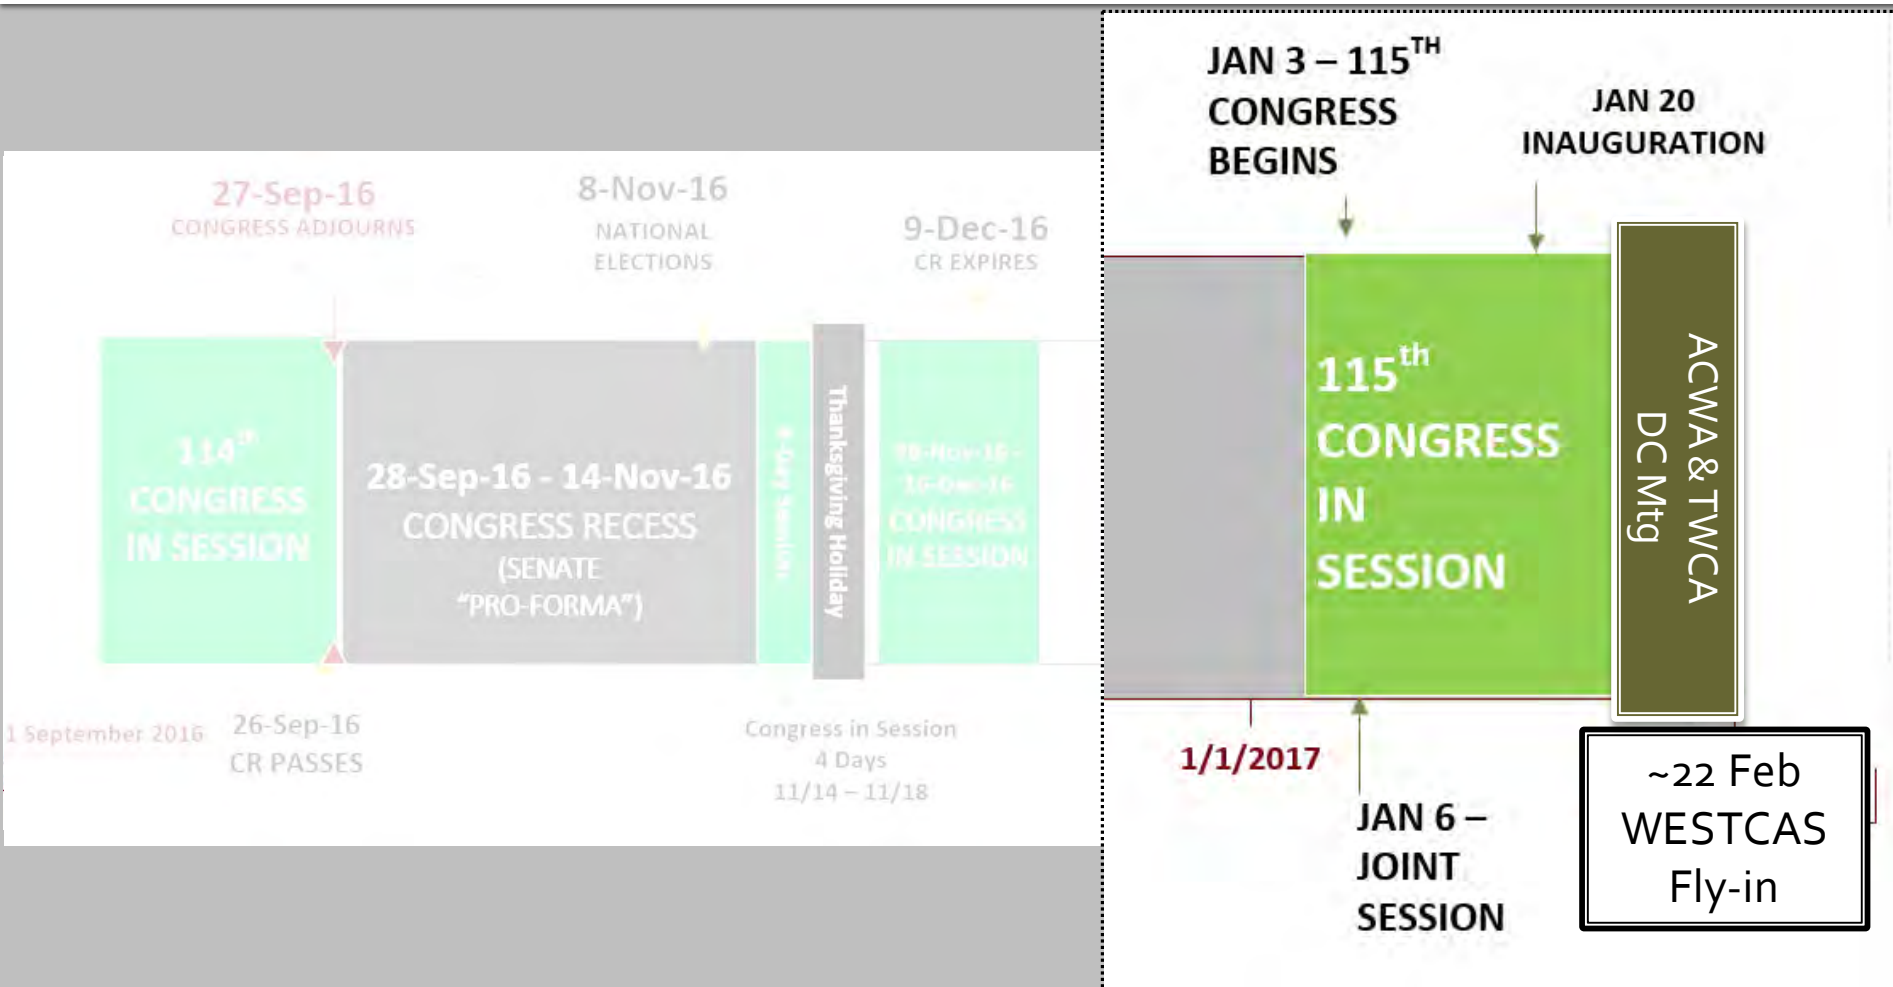 27-Sep-16
CONGRESS ADJOURNS
8-Nov-16
NATIONAL
ELECTIONS
9-Dec-16
CR EXPIRES
114th
CONGRESS
IN SESSION
28-Sep-16 - 14-Nov-16
CONGRESS RECESS
(SENATE
"PRO-FORMA")
-Day Session
Thanksgiving Holiday
CONGRESS
IN SESSION
1 September 2016
26-Sep-16
CR PASSES
Congress in Session
4 Days
11/14 – 11/18
JAN 3 – 115TH
CONGRESS
BEGINS
JAN 20
INAUGURATION
115th
CONGRESS
IN
SESSION
ACWA & TWCA
DC Mtg
1/1/2017
JAN 6 –
JOINT
SESSION
~22 Feb
WESTCAS
Fly-in